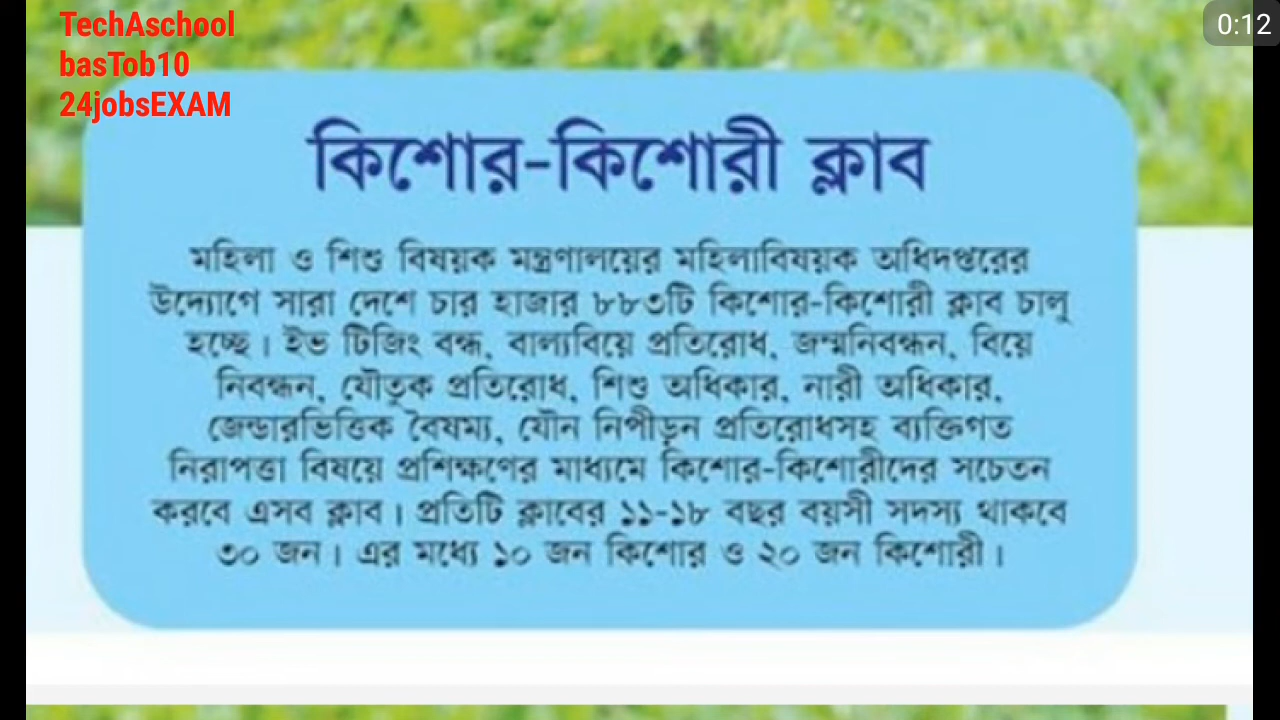 TechAschool
basTob10
24jobsEXAM
0:12
কিশোর-কিশোরী ক্লাব
মহিলা ও শিশু বিষয়ক মন্ত্রণালয়ের মহিলাবিষয়ক অধিদপ্তরের
উদ্যোগে সারা দেশে চার হাজার ৮৮৩টি কিশোর-কিশোরী ক্লাব চালু
হচ্ছে। ইভ টিজিং বন্ধ, বাল্যবিয়ে প্রতিরোধ, জন্মনিবন্ধন, বিয়ে
নিবন্ধন, যৌতুক প্রতিরোধ, শিশু অধিকার, নারী অধিকার,
জেন্ডারভিত্তিক বৈষম্য, যৌন নিপীড়ন প্রতিরোধসহ ব্যক্তিগত
নিরাপত্তা বিষয়ে প্রশিক্ষণের মাধ্যমে কিশোর-কিশোরীদের সচেতন
করবে এসব ক্লাব। প্রতিটি ক্লাবের ১১-১৮ বছর বয়সী সদস্য থাকবে
৩০ জন। এর মধ্যে ১০ জন কিশোর ও ২০ জন কিশোরী।